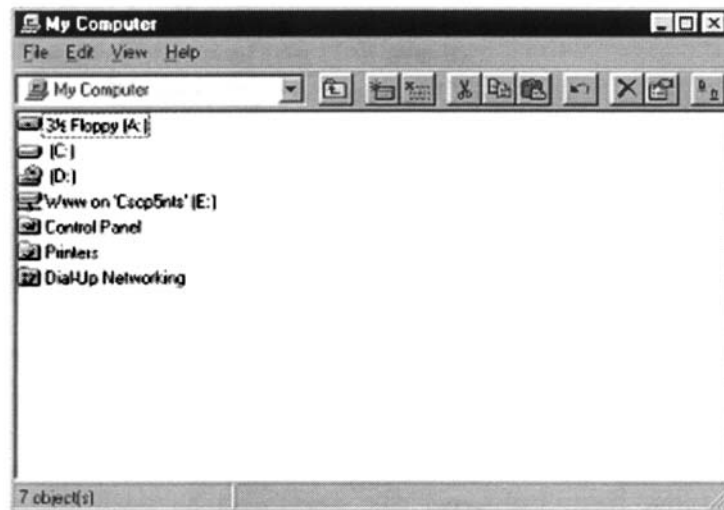 My Computer
File Edit View Help
My Computer
3½ Floppy (A:)
(C:)
(D:)
Www on 'Cscp5nts' (E:)
Control Panel
Printers
Dial-Up Networking
7 object(s)